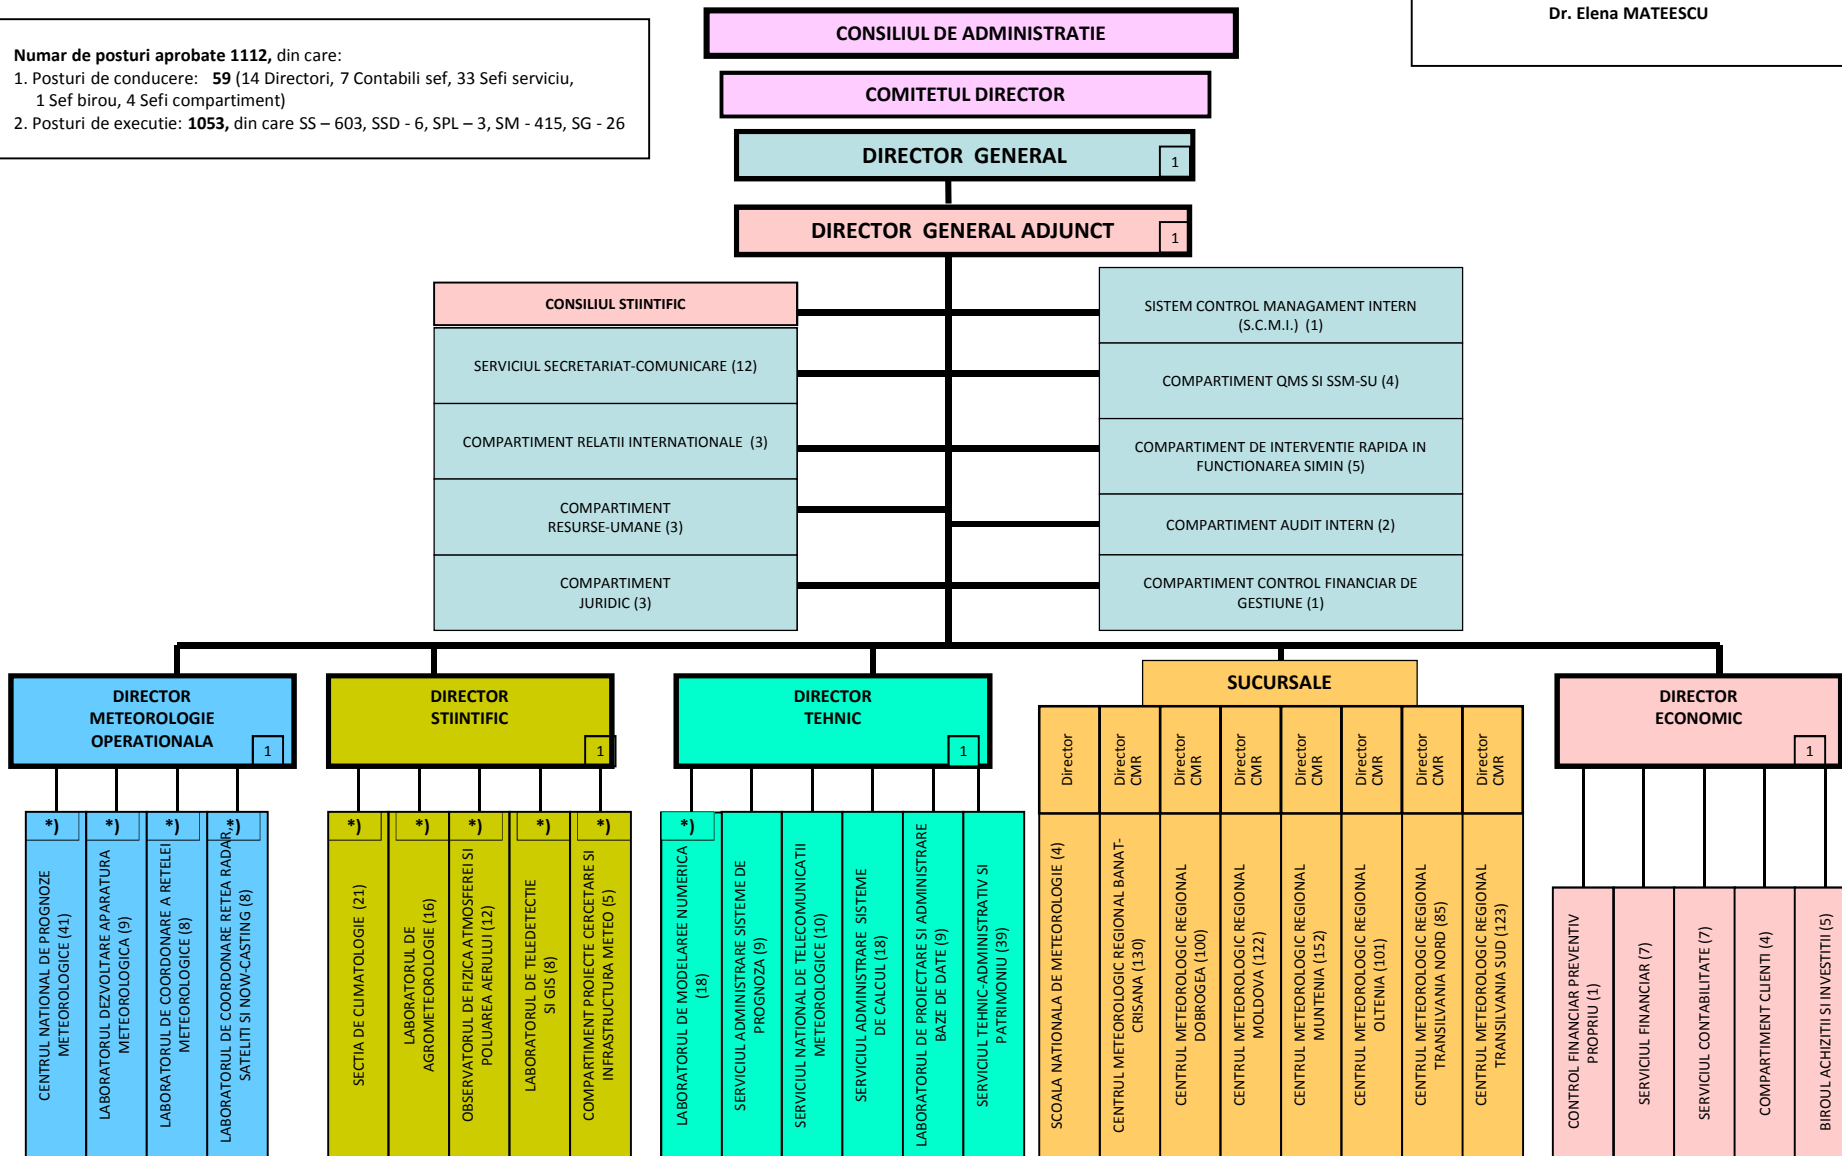 Dr. Elena MATEESCU
Numar de posturi aprobate 1112, din care:
1. Posturi de conducere: 59 (14 Directori, 7 Contabili sef, 33 Sefi serviciu,
1 Sef birou, 4 Sefi compartiment)
2. Posturi de executie: 1053, din care SS – 603, SSD - 6, SPL – 3, SM - 415, SG - 26
CONSILIUL DE ADMINISTRATIE
COMITETUL DIRECTOR
DIRECTOR GENERAL
1
DIRECTOR GENERAL ADJUNCT
1
CONSILIUL STIINTIFIC
SERVICIUL SECRETARIAT-COMUNICARE (12)
COMPARTIMENT RELATII INTERNATIONALE (3)
COMPARTIMENT
RESURSE-UMANE (3)
COMPARTIMENT
JURIDIC (3)
SISTEM CONTROL MANAGAMENT INTERN
(S.C.M.I.) (1)
COMPARTIMENT QMS SI SSM-SU (4)
COMPARTIMENT DE INTERVENTIE RAPIDA IN
FUNCTIONAREA SIMIN (5)
COMPARTIMENT AUDIT INTERN (2)
COMPARTIMENT CONTROL FINANCIAR DE
GESTIUNE (1)
DIRECTOR
METEOROLOGIE
OPERATIONALA
1
*)
CENTRUL NATIONAL DE PROGNOZE
METEOROLOGICE (41)
*)
LABORATORUL DEZVOLTARE APARATURA
METEOROLOGICA (9)
*)
LABORATORUL DE COORDONARE A RETELEI
METEOROLOGICE (8)
*)
LABORATORUL DE COORDONARE RETEA RADAR,
SATELITI SI NOW-CASTING (8)
DIRECTOR
STIINTIFIC
1
*)
SECTIA DE CLIMATOLOGIE (21)
*)
LABORATORUL DE
AGROMETEOROLOGIE (16)
*)
OBSERVATORUL DE FIZICA ATMOSFEREI SI
POLUAREA AERULUI (12)
*)
LABORATORUL DE TELEDETECTIE
SI GIS (8)
*)
COMPARTIMENT PROIECTE CERCETARE SI
INFRASTRUCTURA METEO (5)
DIRECTOR
TEHNIC
1
*)
LABORATORUL DE MODELAREE NUMERICA
(18)
SERVICIUL ADMINISTRARE SISTEME DE
PROGNOZA (9)
SERVICIUL NATIONAL DE TELECOMUNICATII
METEOROLOGICE (10)
SERVICIUL ADMINISTRARE SISTEME
DE CALCUL (18)
LABORATORUL DE PROIECTARE SI ADMINISTRARE
BAZE DE DATE (9)
SERVICIUL TEHNIC-ADMINISTRATIV SI
PATRIMONIU (39)
SUCURSALE
Director
SCOALA NATIONALA DE METEOROLOGIE (4)
Director
CMR
CENTRUL METEOROLOGIC REGIONAL BANAT-
CRISANA (130)
Director
CMR
CENTRUL METEOROLOGIC REGIONAL
DOBROGEA (100)
Director
CMR
CENTRUL METEOROLOGIC REGIONAL
MOLDOVA (122)
Director
CMR
CENTRUL METEOROLOGIC REGIONAL
MUNTENIA (152)
Director
CMR
CENTRUL METEOROLOGIC REGIONAL
OLTENIA (101)
Director
CMR
CENTRUL METEOROLOGIC REGIONAL
TRANSILVANIA NORD (85)
Director
CMR
CENTRUL METEOROLOGIC REGIONAL
TRANSILVANIA SUD (123)
DIRECTOR
ECONOMIC
1
CONTROL FINANCIAR PREVENTIV
PROPRIU (1)
SERVICIUL FINANCIAR (7)
SERVICIUL CONTABILITATE (7)
COMPARTIMENT CLIENTI (4)
BIROUL ACHIZITII SI INVESTITII (5)